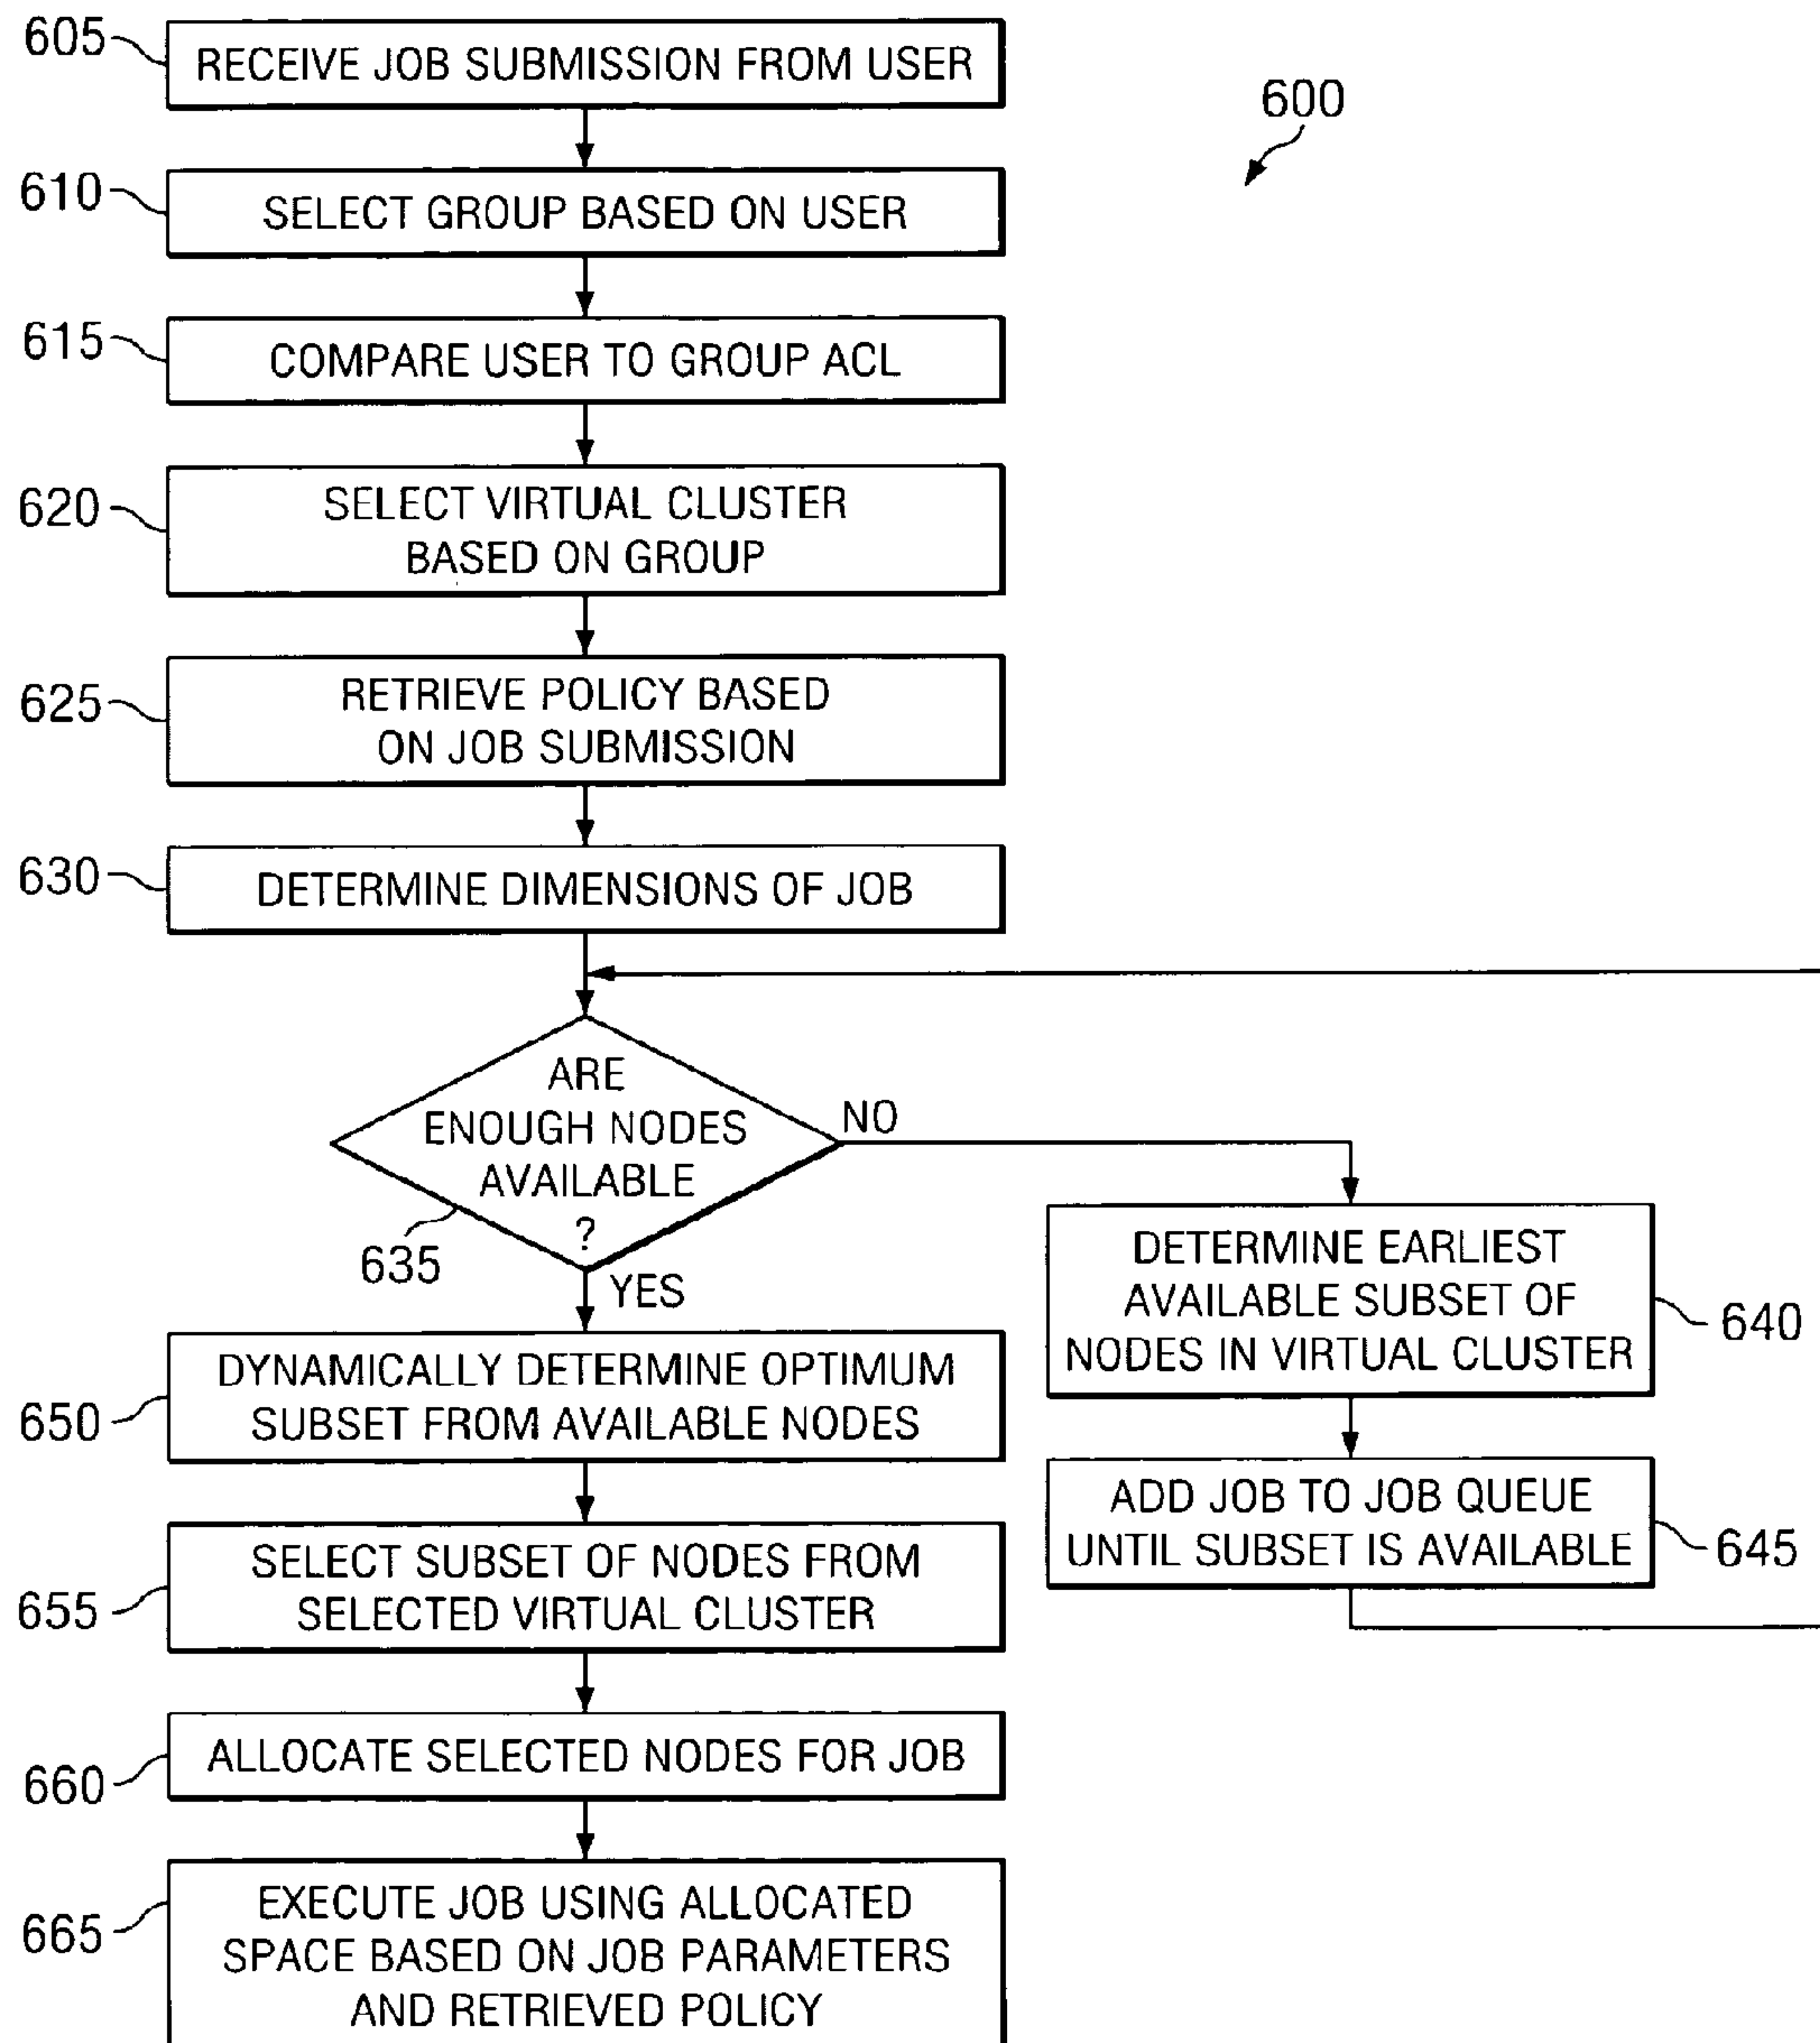 605
RECEIVE JOB SUBMISSION FROM USER
600
610
SELECT GROUP BASED ON USER
615
COMPARE USER TO GROUP ACL
620
SELECT VIRTUAL CLUSTER
BASED ON GROUP
625
RETRIEVE POLICY BASED
ON JOB SUBMISSION
630
DETERMINE DIMENSIONS OF JOB
ARE
ENOUGH NODES
AVAILABLE
?
635
NO
YES
DETERMINE EARLIEST
AVAILABLE SUBSET OF
NODES IN VIRTUAL CLUSTER
640
ADD JOB TO JOB QUEUE
UNTIL SUBSET IS AVAILABLE
645
650
DYNAMICALLY DETERMINE OPTIMUM
SUBSET FROM AVAILABLE NODES
655
SELECT SUBSET OF NODES FROM
SELECTED VIRTUAL CLUSTER
660
ALLOCATE SELECTED NODES FOR JOB
665
EXECUTE JOB USING ALLOCATED
SPACE BASED ON JOB PARAMETERS
AND RETRIEVED POLICY